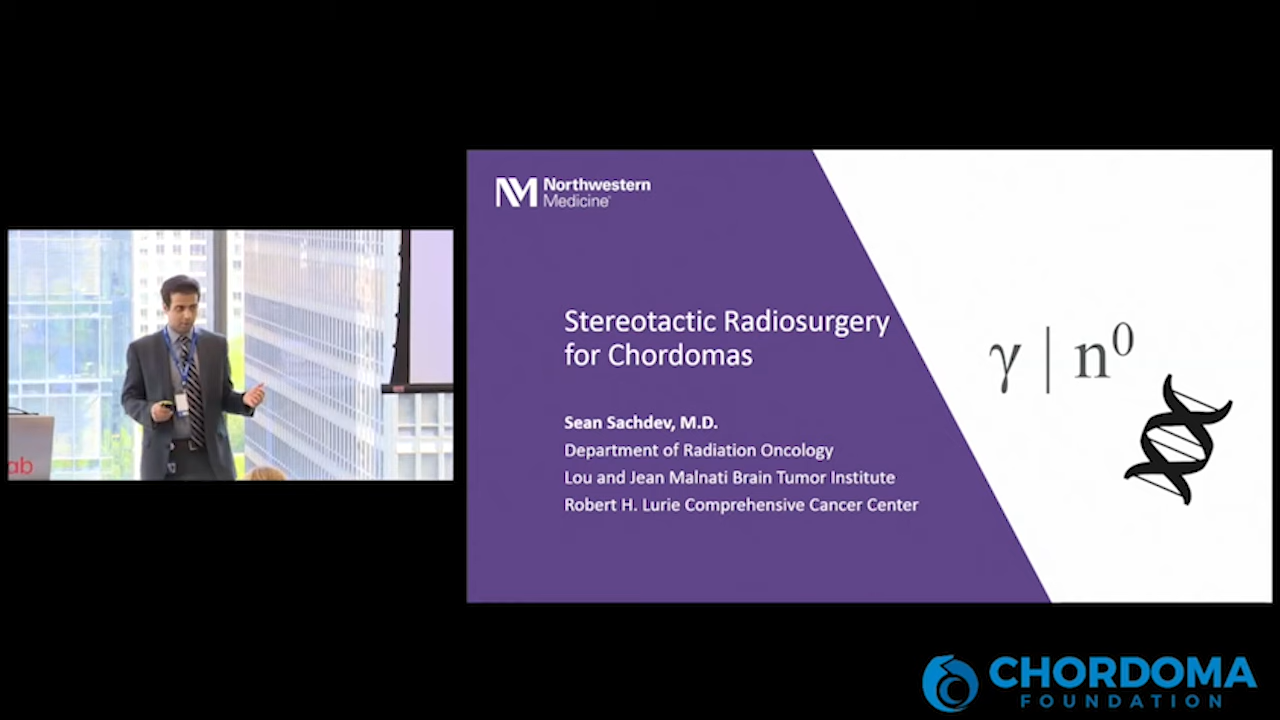 Northwestern
Medicine
Stereotactic Radiosurgery
for Chordomas
γ | n⁰
Sean Sachdev, M.D.
Department of Radiation Oncology
Lou and Jean Malnati Brain Tumor Institute
Robert H. Lurie Comprehensive Cancer Center
ab
CHORDOMA
FOUNDATION